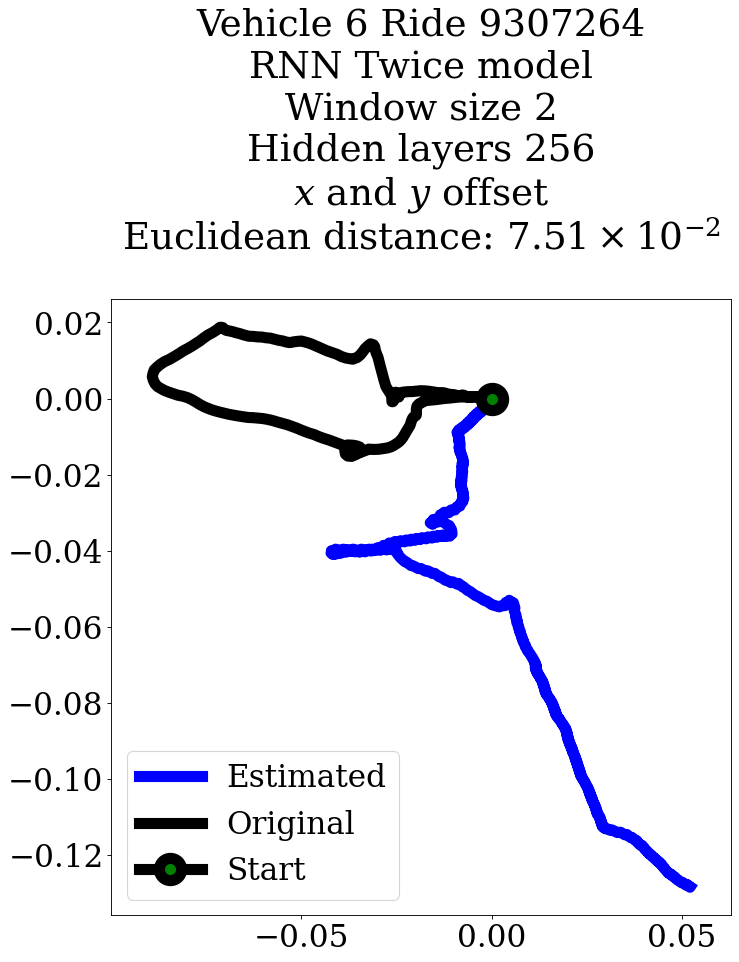 Vehicle 6 Ride 9307264
RNN Twice model
Window size 2
Hidden layers 256
x and y offset
Euclidean distance: 7.51 × 10⁻²
0.02
0.00
−0.02
−0.04
−0.06
−0.08
−0.10
−0.12
Estimated
Original
Start
−0.05 0.00 0.05